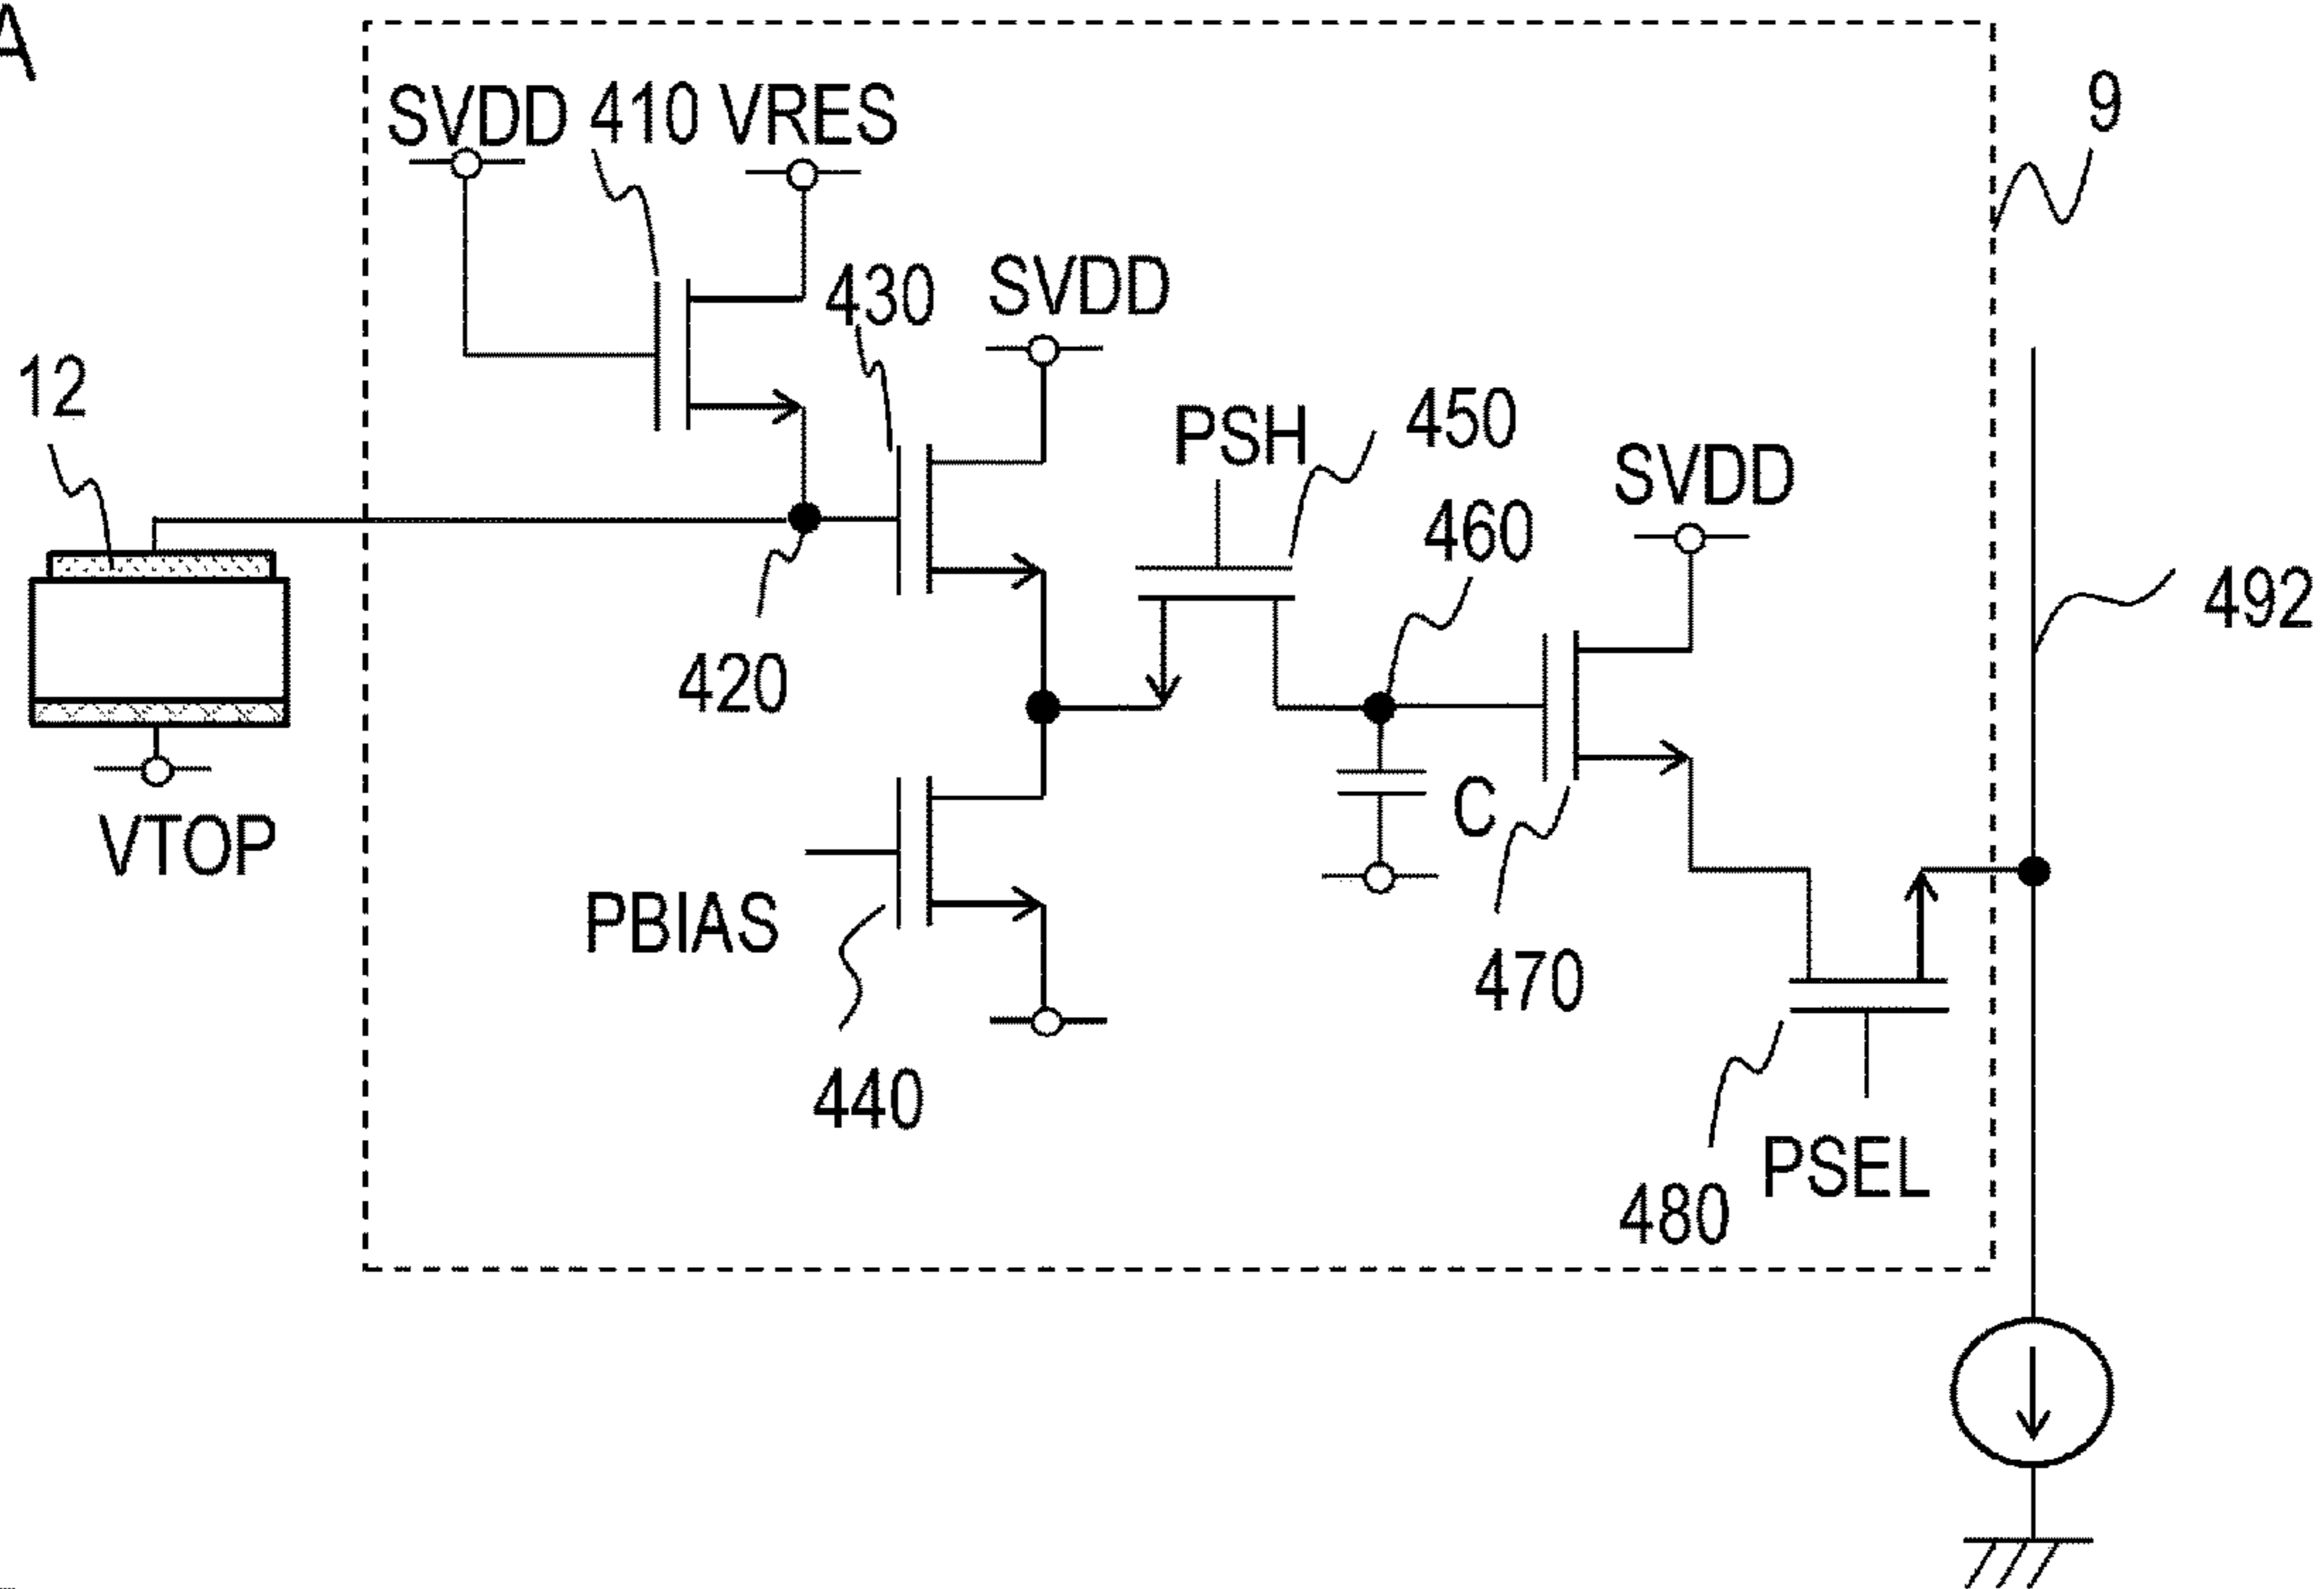 A
SVDD 410 VRES
9
430 SVDD
12
PSH 450
460 SVDD
492
420
C
VTOP
PBIAS
470
440
PSEL
480